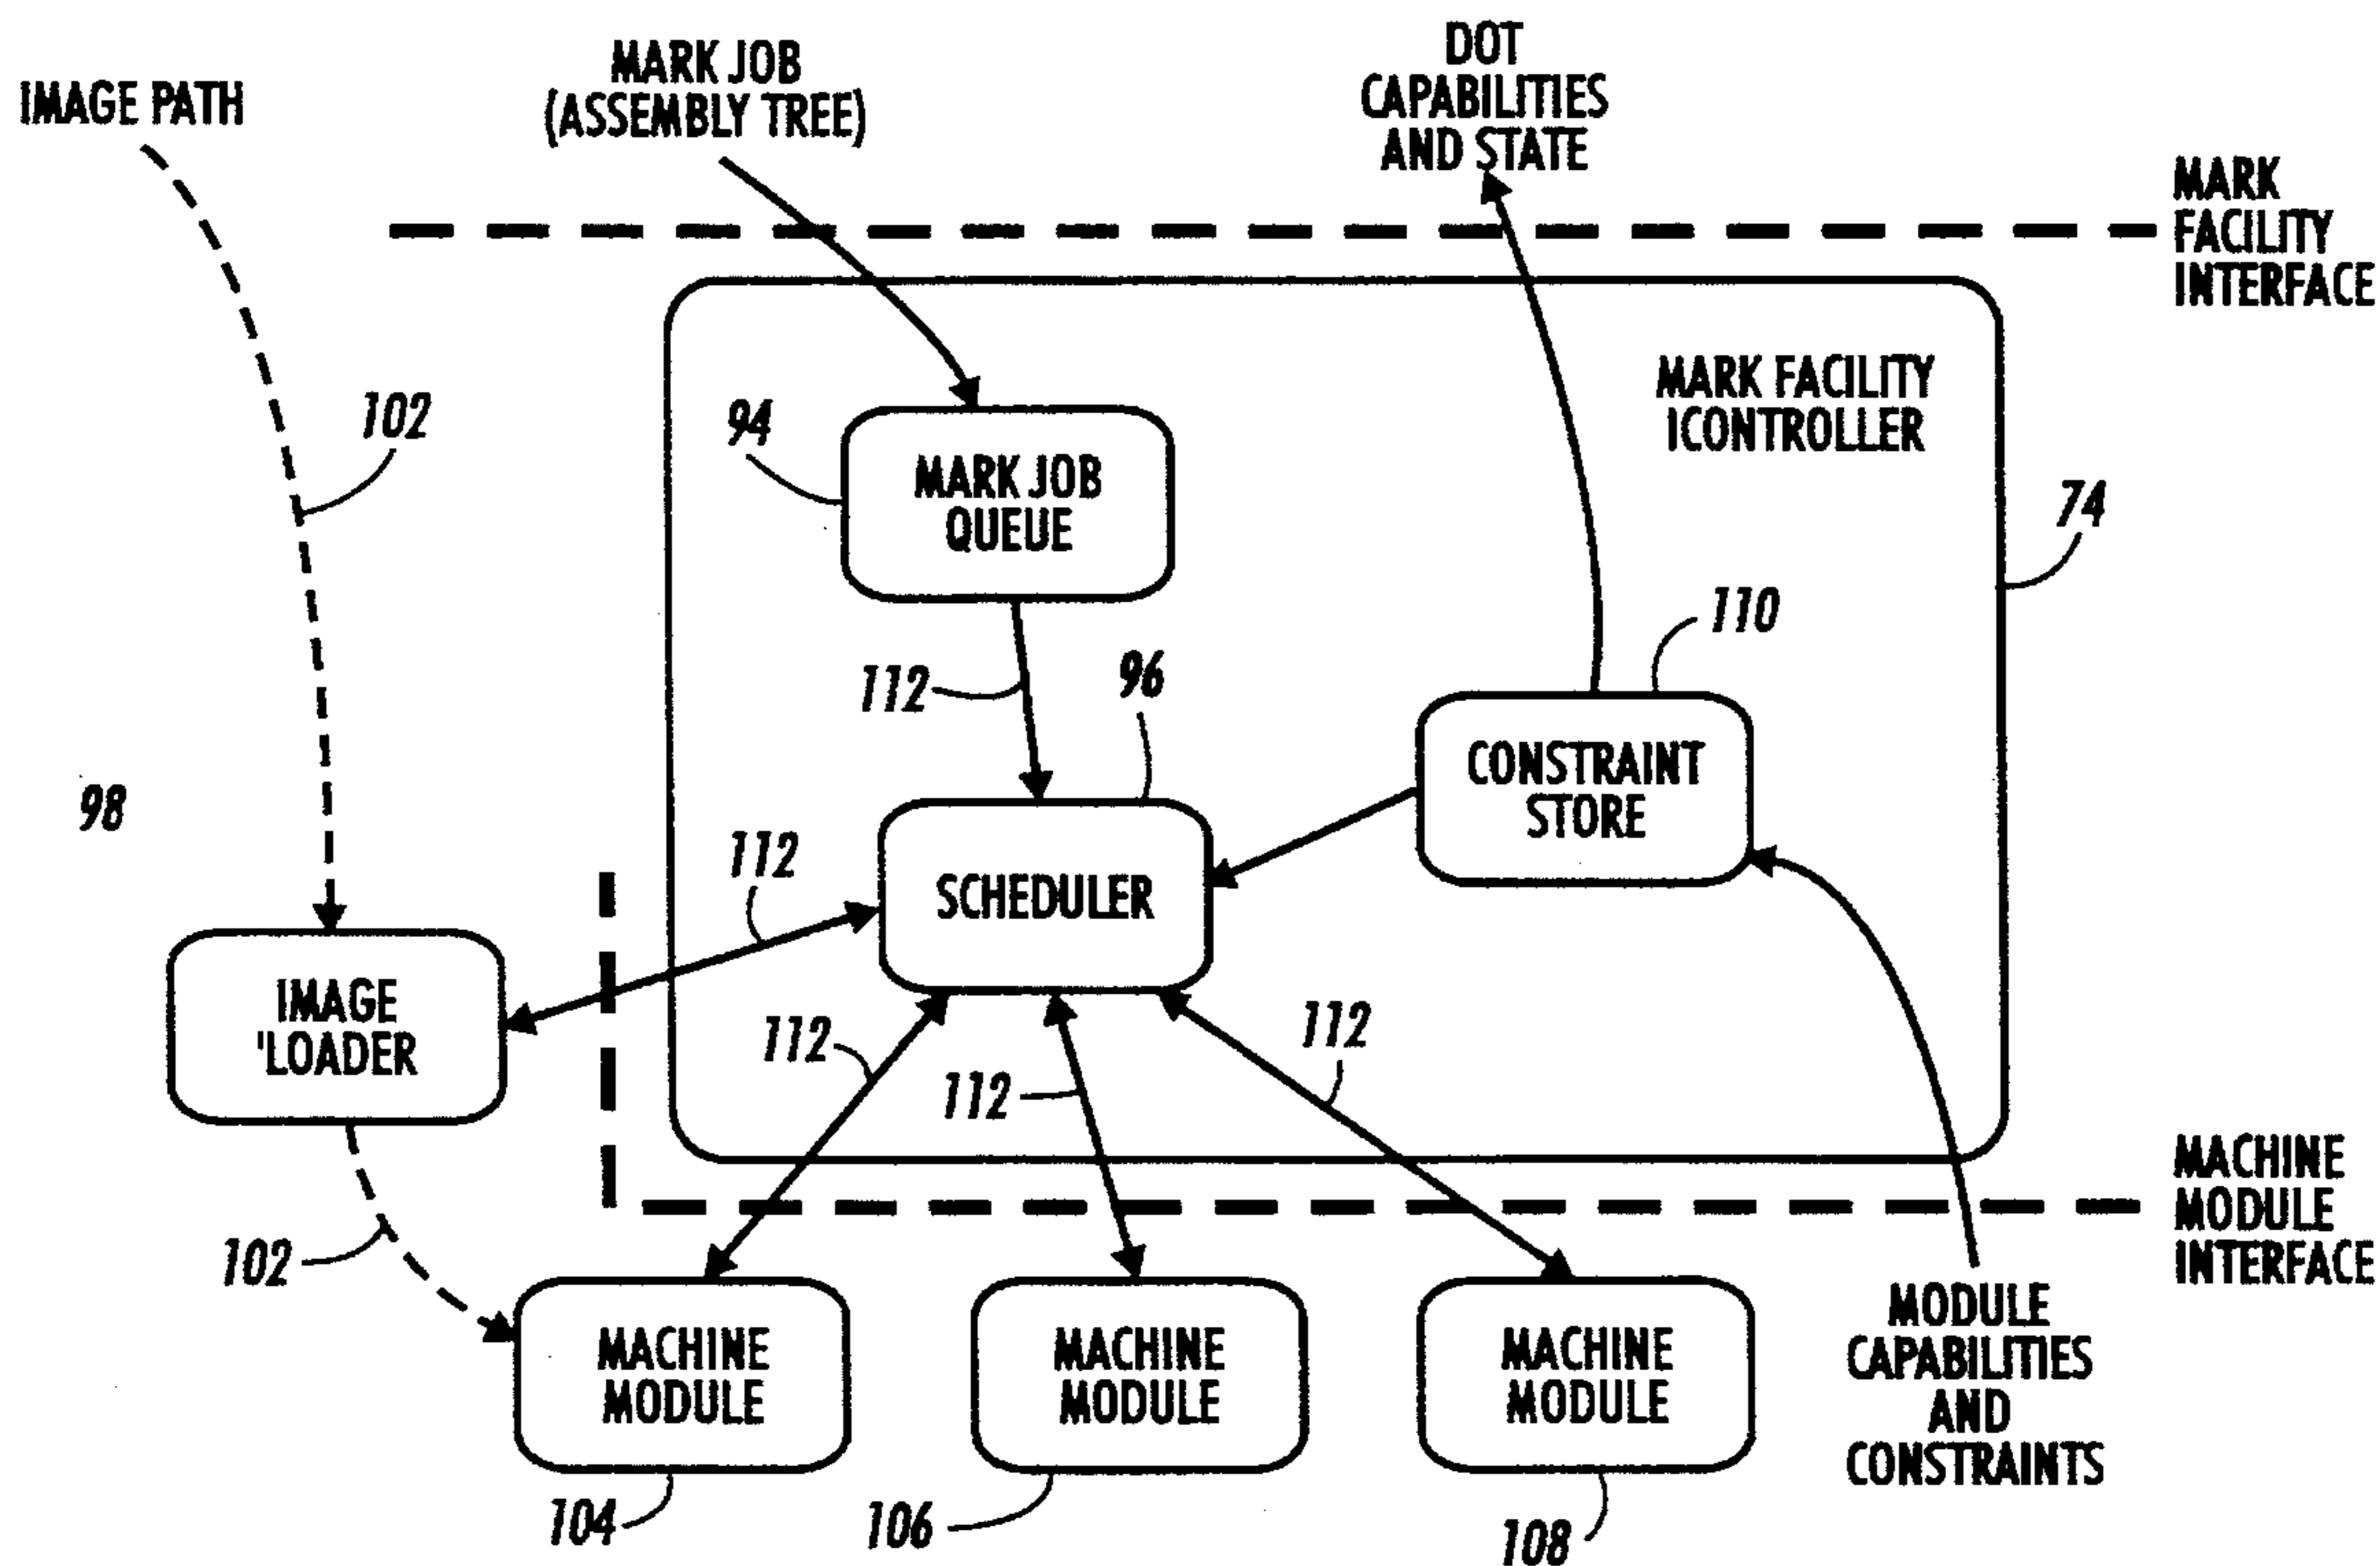 IMAGE PATH
MARK JOB
(ASSEMBLY TREE)
DOT
CAPABILITIES
AND STATE
MARK
FACILITY
INTERFACE
MARK FACILITY
ICONTROLLER
102
94
MARK JOB
QUEUE
74
110
112
96
CONSTRAINT
STORE
98
112
SCHEDULER
IMAGE
'LOADER
112
112
112
MACHINE
MODULE
INTERFACE
102
MACHINE
MODULE
MACHINE
MODULE
MACHINE
MODULE
MODULE
CAPABILITIES
AND
CONSTRAINTS
104
106
108